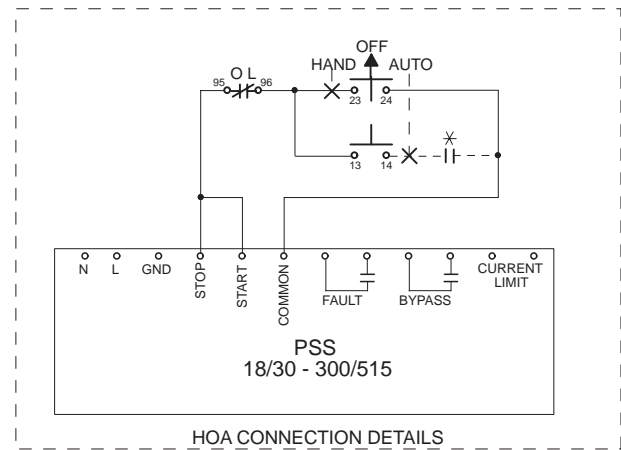 OFF
HAND AUTO
O L
95 96
23 24
13 14
*
N L GND STOP START COMMON FAULT BYPASS CURRENT
LIMIT
PSS
18/30 - 300/515
HOA CONNECTION DETAILS